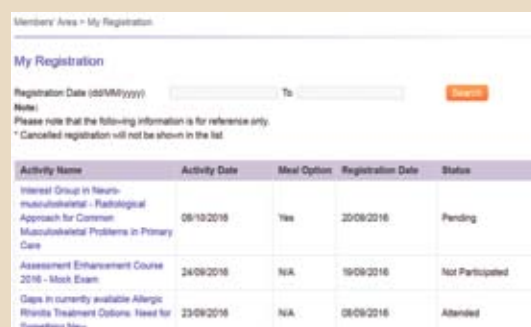 Members' Area > My Registration
My Registration
Registration Date (dd/MM/yyyy) To Search
Note:
Please note that the following information is for reference only.
* Cancelled registration will not be shown in the list
Activity Name Activity Date Meal Option Registration Date Status
Interest Group in Neuro-
musculoskeletal - Radiological
Approach for Common
Musculoskeletal Problems in Primary
Care
08/10/2016 Yes 20/09/2016 Pending
Assessment Enhancement Course
2016 - Mock Exam
24/09/2016 N/A 19/09/2016 Not Participated
Gaps in currently available Allergic
Rhinitis Treatment Options: Need for
Something New
23/09/2016 N/A 08/09/2016 Attended